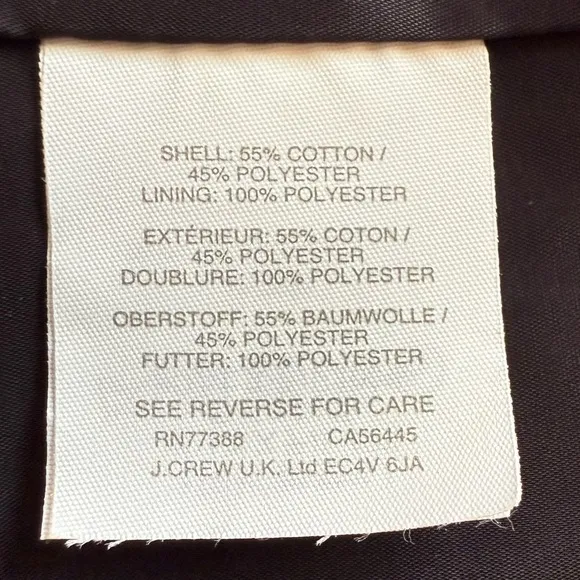 SHELL: 55% COTTON /
45% POLYESTER
LINING: 100% POLYESTER
EXTÉRIEUR: 55% COTON /
45% POLYESTER
DOUBLURE: 100% POLYESTER
OBERSTOFF: 55% BAUMWOLLE /
45% POLYESTER
FUTTER: 100% POLYESTER
SEE REVERSE FOR CARE
RN77388 CA56445
J.CREW U.K. Ltd EC4V 6JA